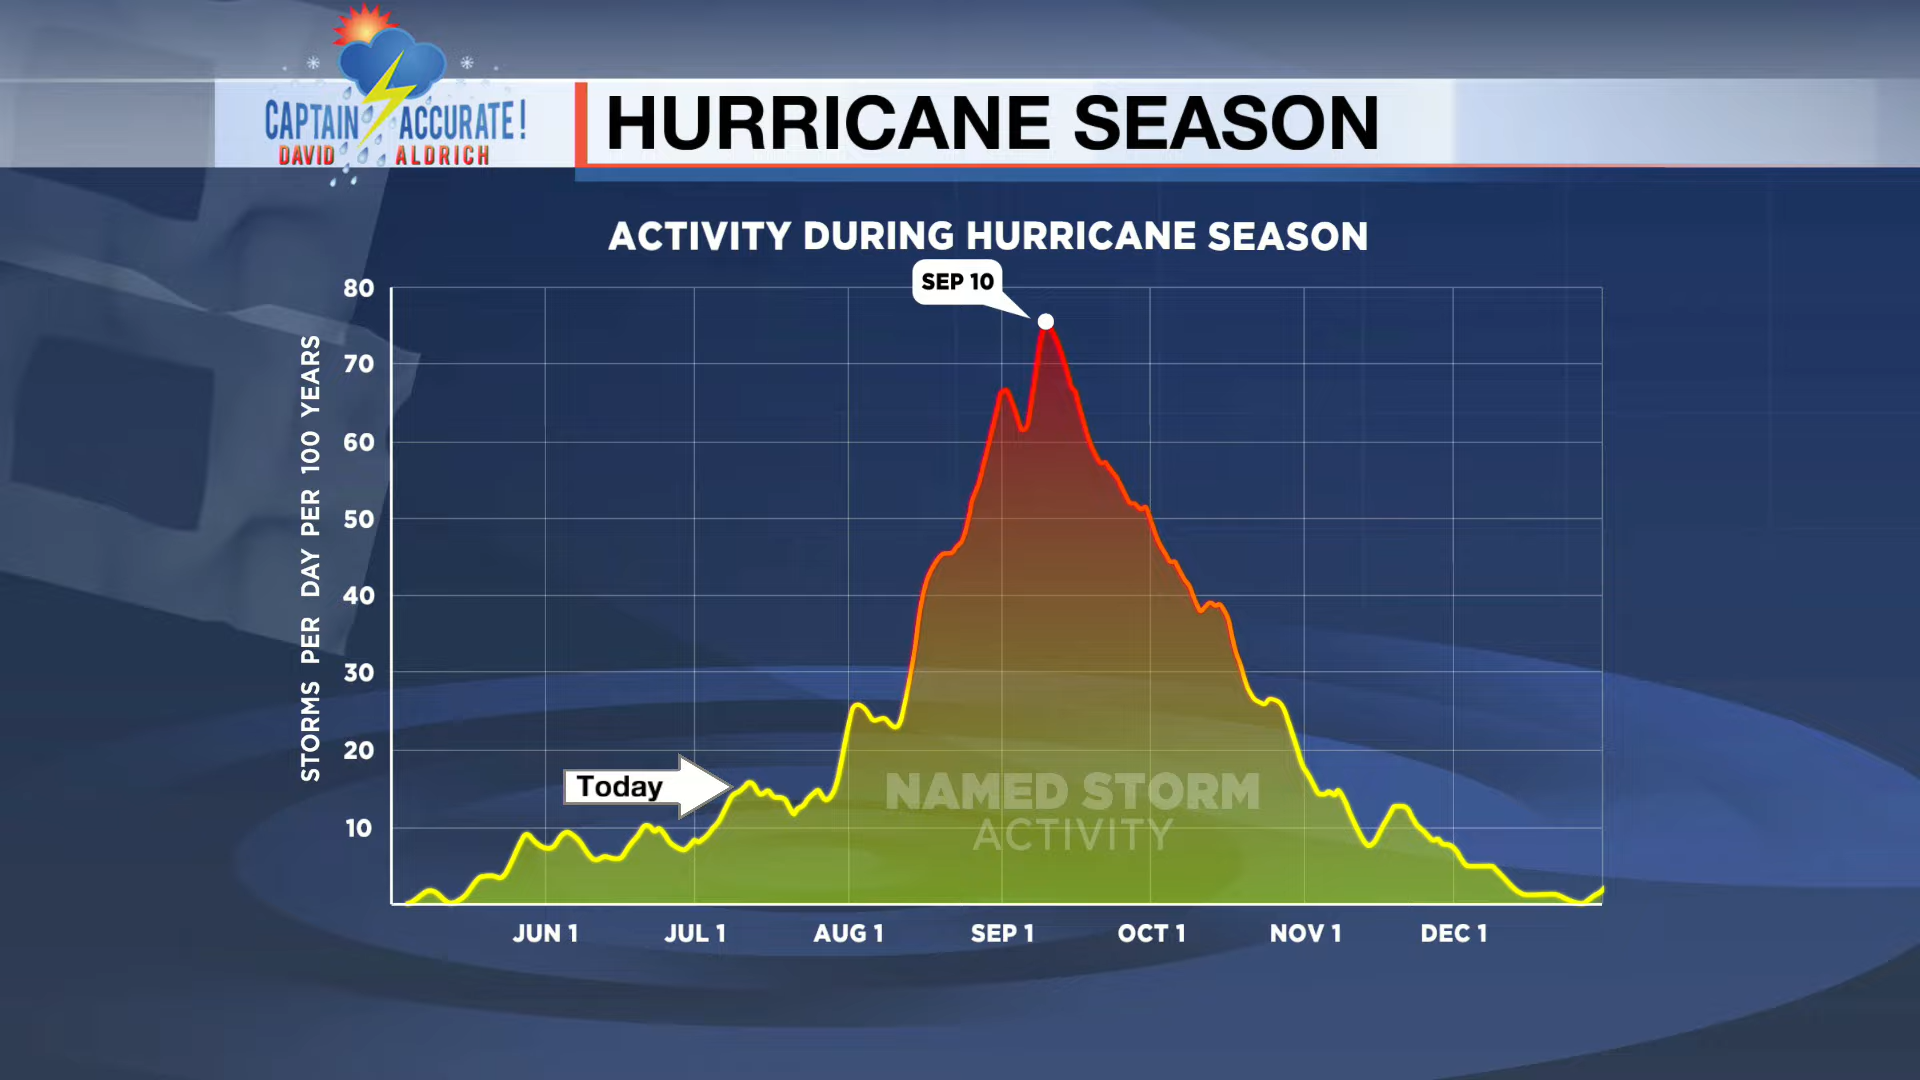 CAPTAIN ACCURATE!
DAVID ALDRICH
HURRICANE SEASON
ACTIVITY DURING HURRICANE SEASON
SEP 10
STORMS PER DAY PER 100 YEARS
80
70
60
50
40
30
20
10
Today
NAMED STORM
ACTIVITY
JUN 1 JUL 1 AUG 1 SEP 1 OCT 1 NOV 1 DEC 1